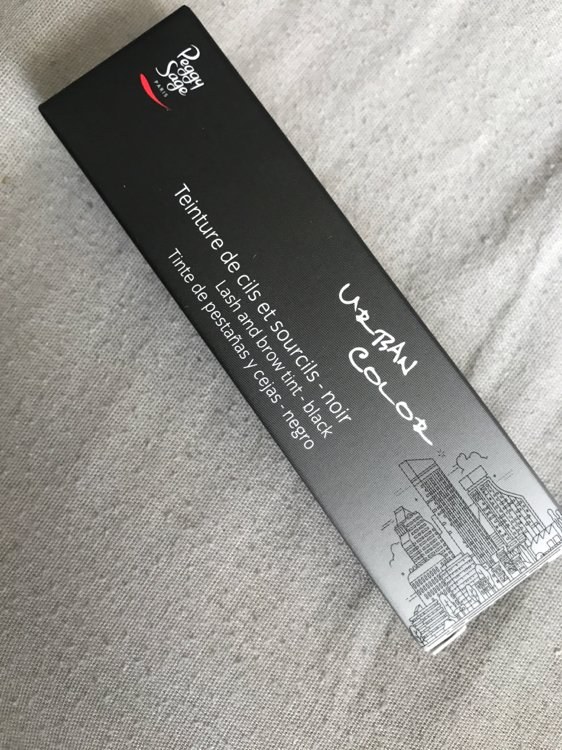 Peggy
Sage
PARIS
Teinture de cils et sourcils - noir
Lash and brow tint - black
Tinte de pestañas y cejas - negro
URBAN
COLOR